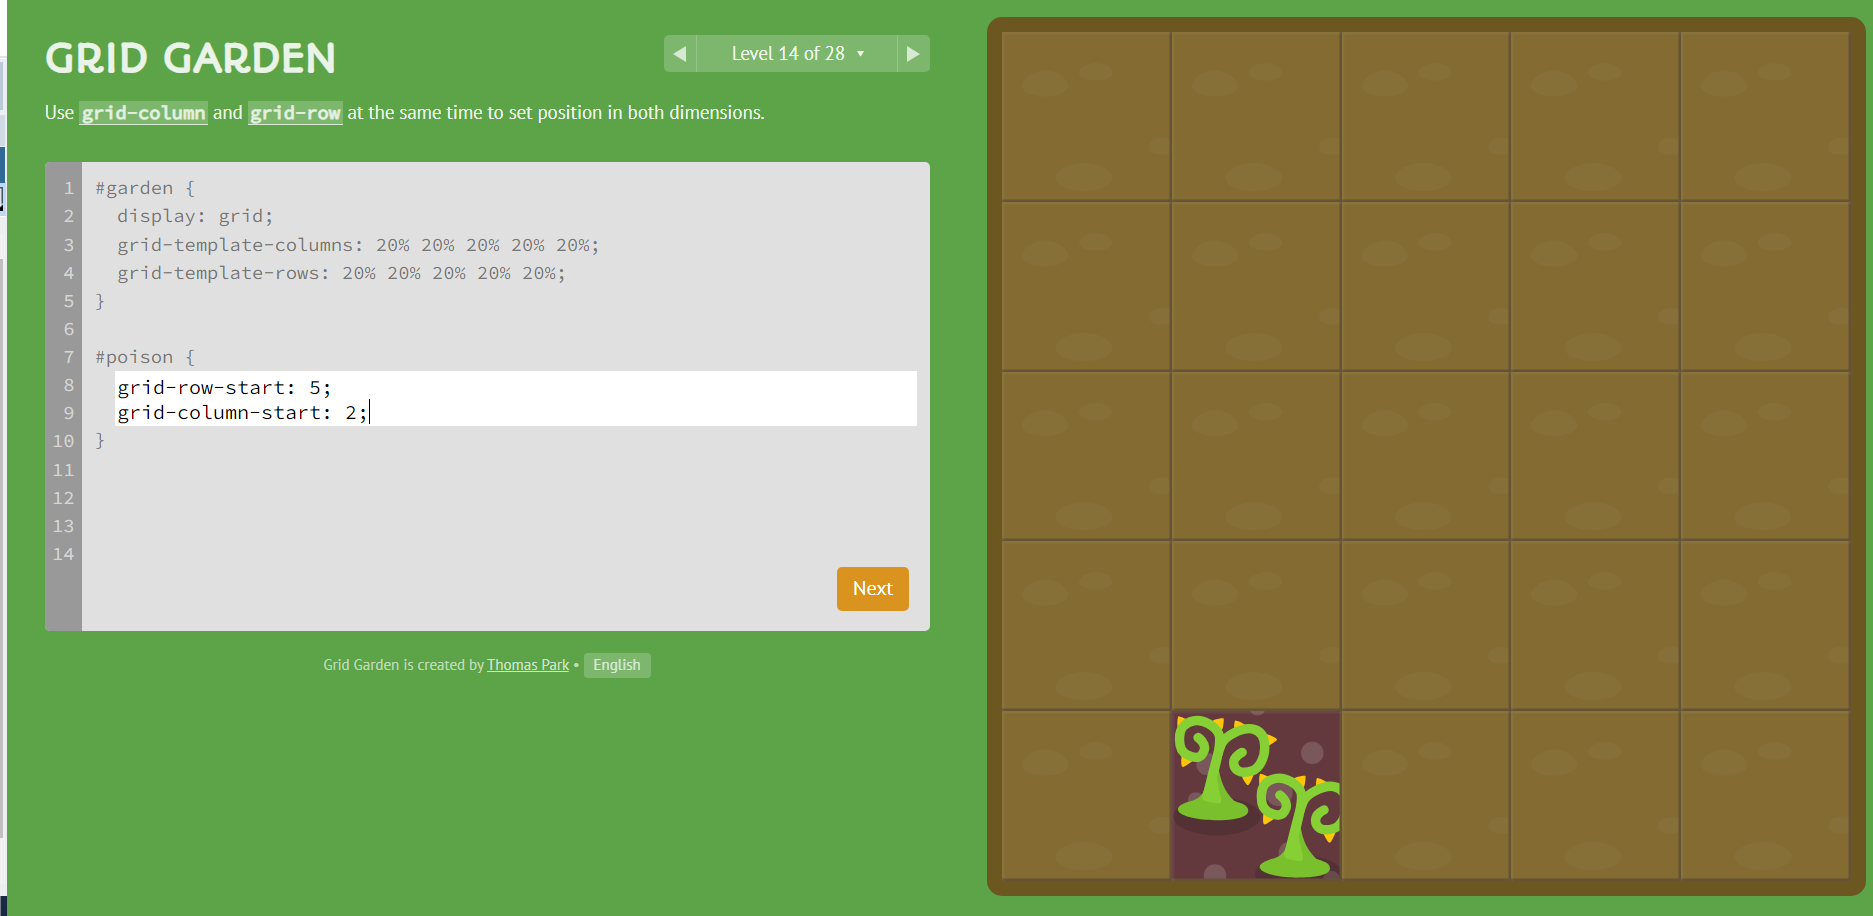 GRID GARDEN
◀ Level 14 of 28 ▾ ▶
Use grid-column and grid-row at the same time to set position in both dimensions.
1 #garden {
2   display: grid;
3   grid-template-columns: 20% 20% 20% 20% 20%;
4   grid-template-rows: 20% 20% 20% 20% 20%;
5 }
6
7 #poison {
8   grid-row-start: 5;
9   grid-column-start: 2;
10 }
11
12
13
14
Next
Grid Garden is created by Thomas Park • English